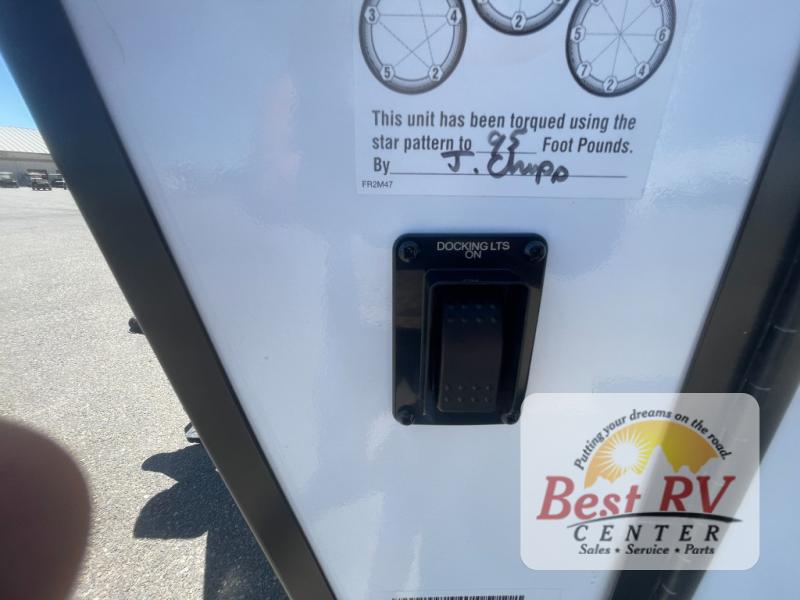 3 4
5 2
2
5 6
7 4
2
This unit has been torqued using the
star pattern to 95 Foot Pounds.
By J. Chupp
FR2M47
DOCKING LTS
ON
Putting your dreams on the road.
Best RV
CENTER
Sales • Service • Parts